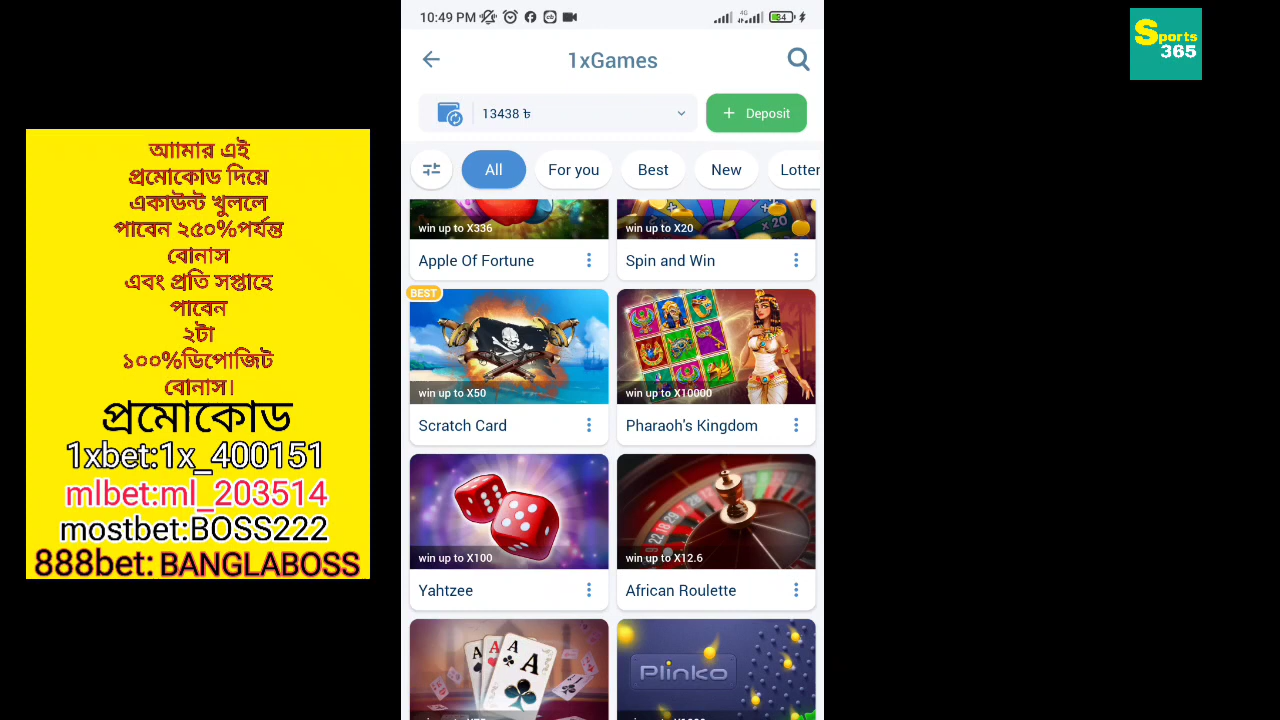 আামার এই
প্রমোকোড দিয়ে
একাউন্ট খুললে
পাবেন ২৫০%পর্যন্ত
বোনাস
এবং প্রতি সপ্তাহে
পাবেন
২টা
১০০%ডিপোজিট
বোনাস।
প্রমোকোড
1xbet:1x_400151
mlbet:ml_203514
mostbet:BOSS222
888bet: BANGLABOSS
10:49 PM
4G
34
1xGames
13438 ৳
+ Deposit
All
For you
Best
New
Lotter
win up to X336
Apple Of Fortune
win up to X20
Spin and Win
BEST
win up to X50
Scratch Card
win up to X10000
Pharaoh's Kingdom
win up to X100
Yahtzee
win up to X12.6
African Roulette
Plinko
Sports
365